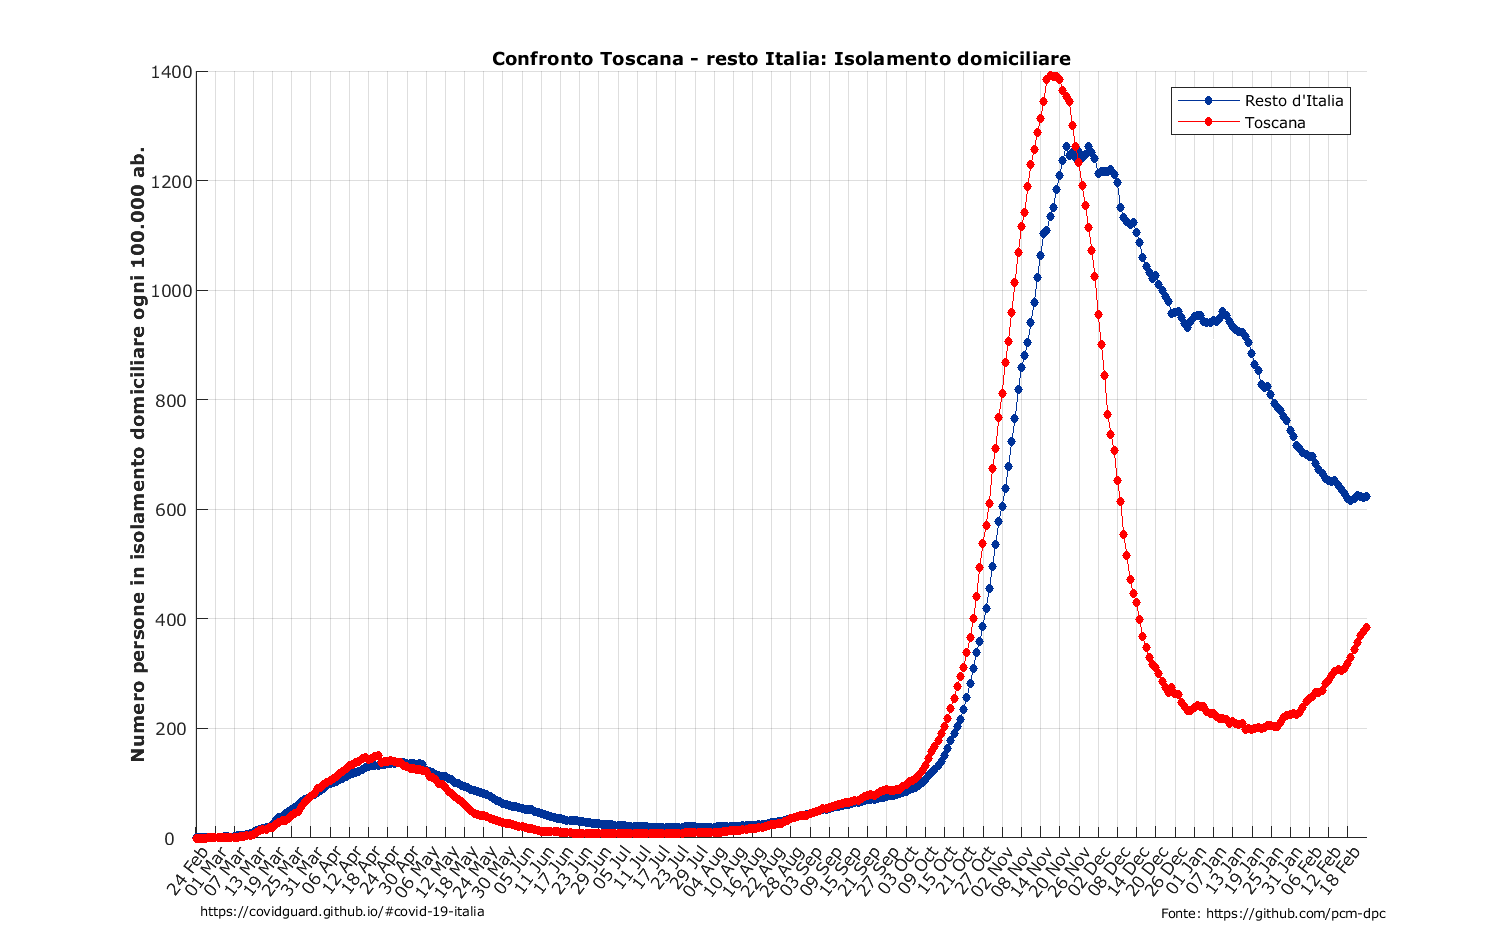 Confronto Toscana - resto Italia: Isolamento domiciliare
Resto d'Italia
Toscana
Numero persone in isolamento domiciliare ogni 100.000 ab.
1400
1200
1000
800
600
400
200
0
24 Feb
01 Mar
07 Mar
13 Mar
19 Mar
25 Mar
31 Mar
06 Apr
12 Apr
18 Apr
24 Apr
30 Apr
06 May
12 May
18 May
24 May
30 May
05 Jun
11 Jun
17 Jun
23 Jun
29 Jun
05 Jul
11 Jul
17 Jul
23 Jul
29 Jul
04 Aug
10 Aug
16 Aug
22 Aug
28 Aug
03 Sep
09 Sep
15 Sep
21 Sep
27 Sep
03 Oct
09 Oct
15 Oct
21 Oct
27 Oct
02 Nov
08 Nov
14 Nov
20 Nov
26 Nov
02 Dec
08 Dec
14 Dec
20 Dec
26 Dec
01 Jan
07 Jan
13 Jan
19 Jan
25 Jan
31 Jan
06 Feb
12 Feb
18 Feb
https://covidguard.github.io/#covid-19-italia
Fonte: https://github.com/pcm-dpc